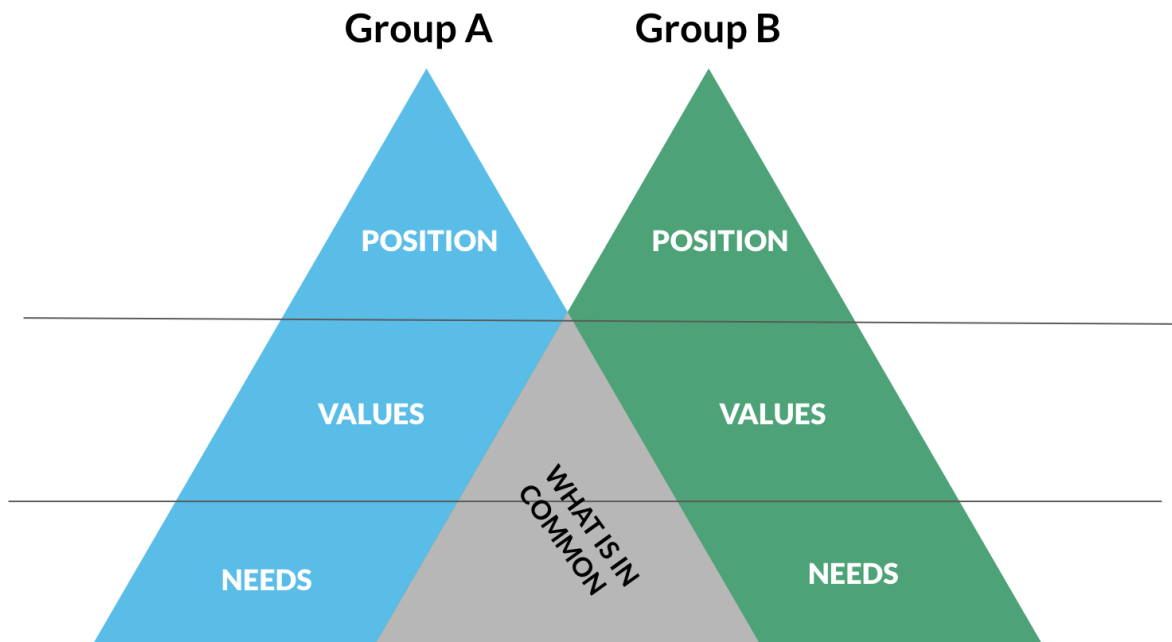 Group A
Group B
POSITION
POSITION
VALUES
VALUES
WHAT IS IN
COMMON
NEEDS
NEEDS